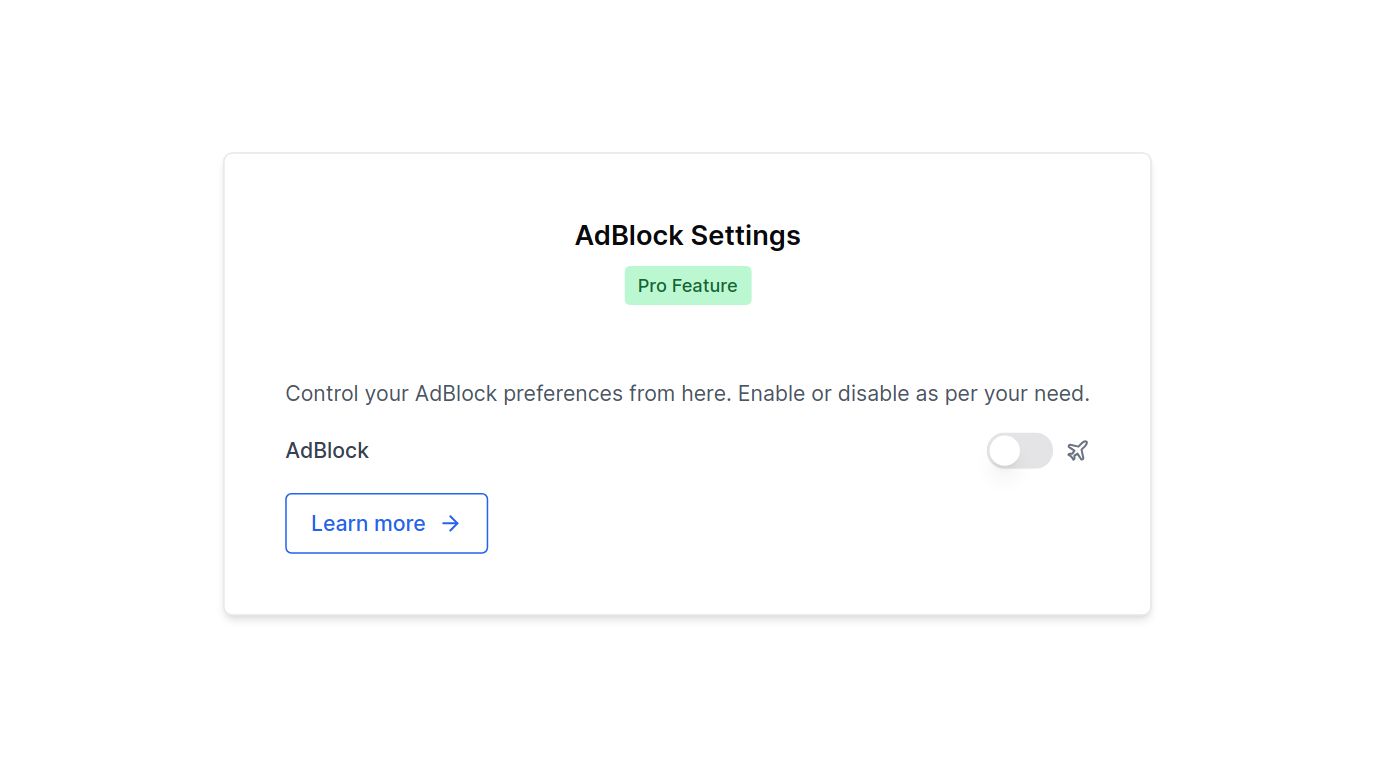 AdBlock Settings
Pro Feature
Control your AdBlock preferences from here. Enable or disable as per your need.
AdBlock
Learn more